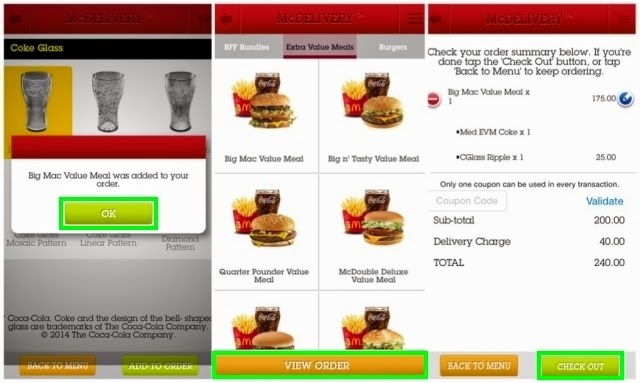 McDELIVERY
Coke Glass
Big Mac Value Meal was added to your
order.
OK
Coke Glass
Mosaic Pattern
Coke Glass
Linear Pattern
Diamond
Pattern
Coca-Cola, Coke and the design of the bell- shaped
glass are trademarks of The Coca-Cola Company.
© 2014 The Coca-Cola Company.
BACK TO MENU
ADD TO ORDER
McDELIVERY
BFF Bundles
Extra Value Meals
Burgers
Big Mac Value Meal
Big n' Tasty Value Meal
Quarter Pounder Value
Meal
McDouble Deluxe
Value Meal
VIEW ORDER
McDELIVERY
Check your order summary below. If you're
done tap the 'Check Out' button, or tap
'Back to Menu' to keep ordering.
Big Mac Value Meal x
1
175.00
▪Med EVM Coke x 1
▪CGlass Ripple x 1
25.00
Only one coupon can be used in every transaction.
Coupon Code
Validate
Sub-total
200.00
Delivery Charge
40.00
TOTAL
240.00
BACK TO MENU
CHECK OUT